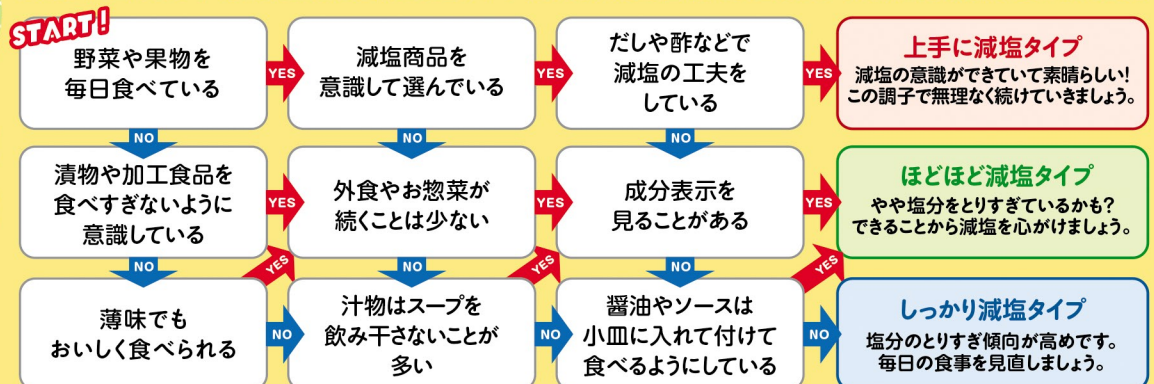 START!
野菜や果物を
毎日食べている
YES
減塩商品を
意識して選んでいる
YES
だしや酢などで
減塩の工夫を
している
YES
上手に減塩タイプ
減塩の意識ができていて素晴らしい!
この調子で無理なく続けていきましょう。
NO
NO
NO
漬物や加工食品を
食べすぎないように
意識している
YES
外食やお惣菜が
続くことは少ない
YES
成分表示を
見ることがある
YES
ほどほど減塩タイプ
やや塩分をとりすぎているかも?
できることから減塩を心がけましょう。
NO
YES
NO
YES
NO
YES
薄味でも
おいしく食べられる
NO
汁物はスープを
飲み干さないことが
多い
NO
醤油やソースは
小皿に入れて付けて
食べるようにしている
NO
しっかり減塩タイプ
塩分のとりすぎ傾向が高めです。
毎日の食事を見直しましょう。